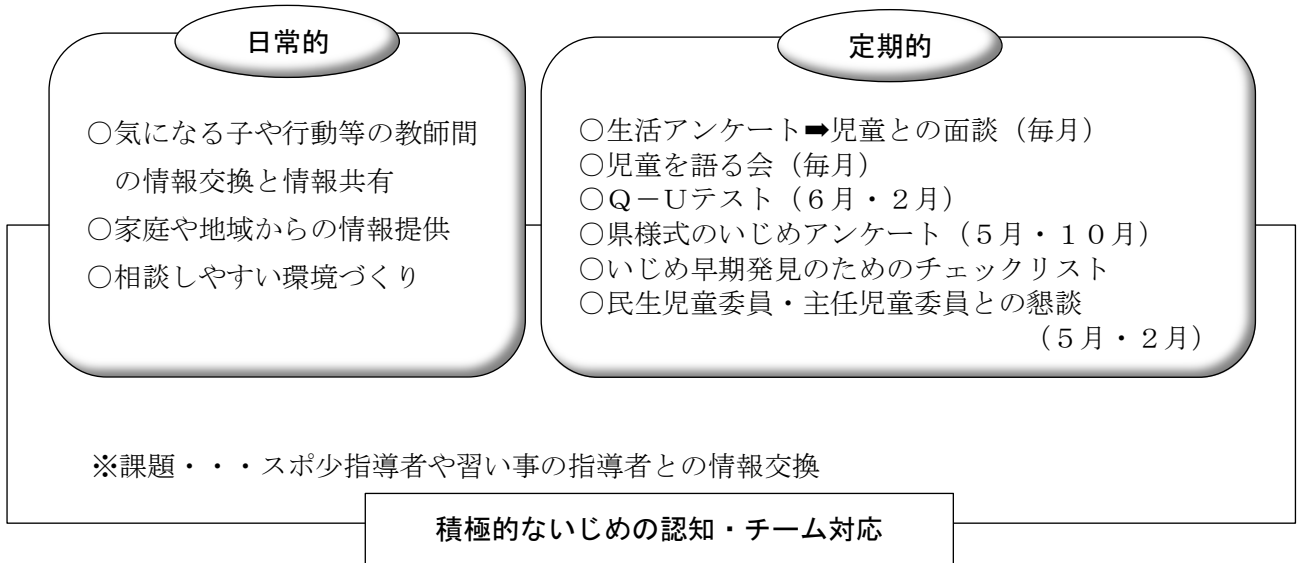 日常的
○気になる子や行動等の教師間
の情報交換と情報共有
○家庭や地域からの情報提供
○相談しやすい環境づくり
定期的
○生活アンケート➡児童との面談（毎月）
○児童を語る会（毎月）
○Ｑ－Ｕテスト（６月・２月）
○県様式のいじめアンケート（５月・１０月）
○いじめ早期発見のためのチェックリスト
○民生児童委員・主任児童委員との懇談
（５月・２月）
※課題・・・スポ少指導者や習い事の指導者との情報交換
積極的ないじめの認知・チーム対応